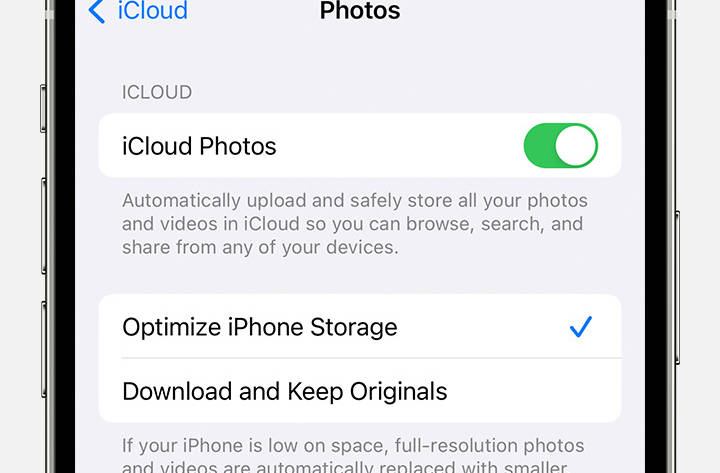 iCloud Photos
ICLOUD
iCloud Photos
Automatically upload and safely store all your photos
and videos in iCloud so you can browse, search, and
share from any of your devices.
Optimize iPhone Storage
Download and Keep Originals
If your iPhone is low on space, full-resolution photos
and videos are automatically replaced with smaller